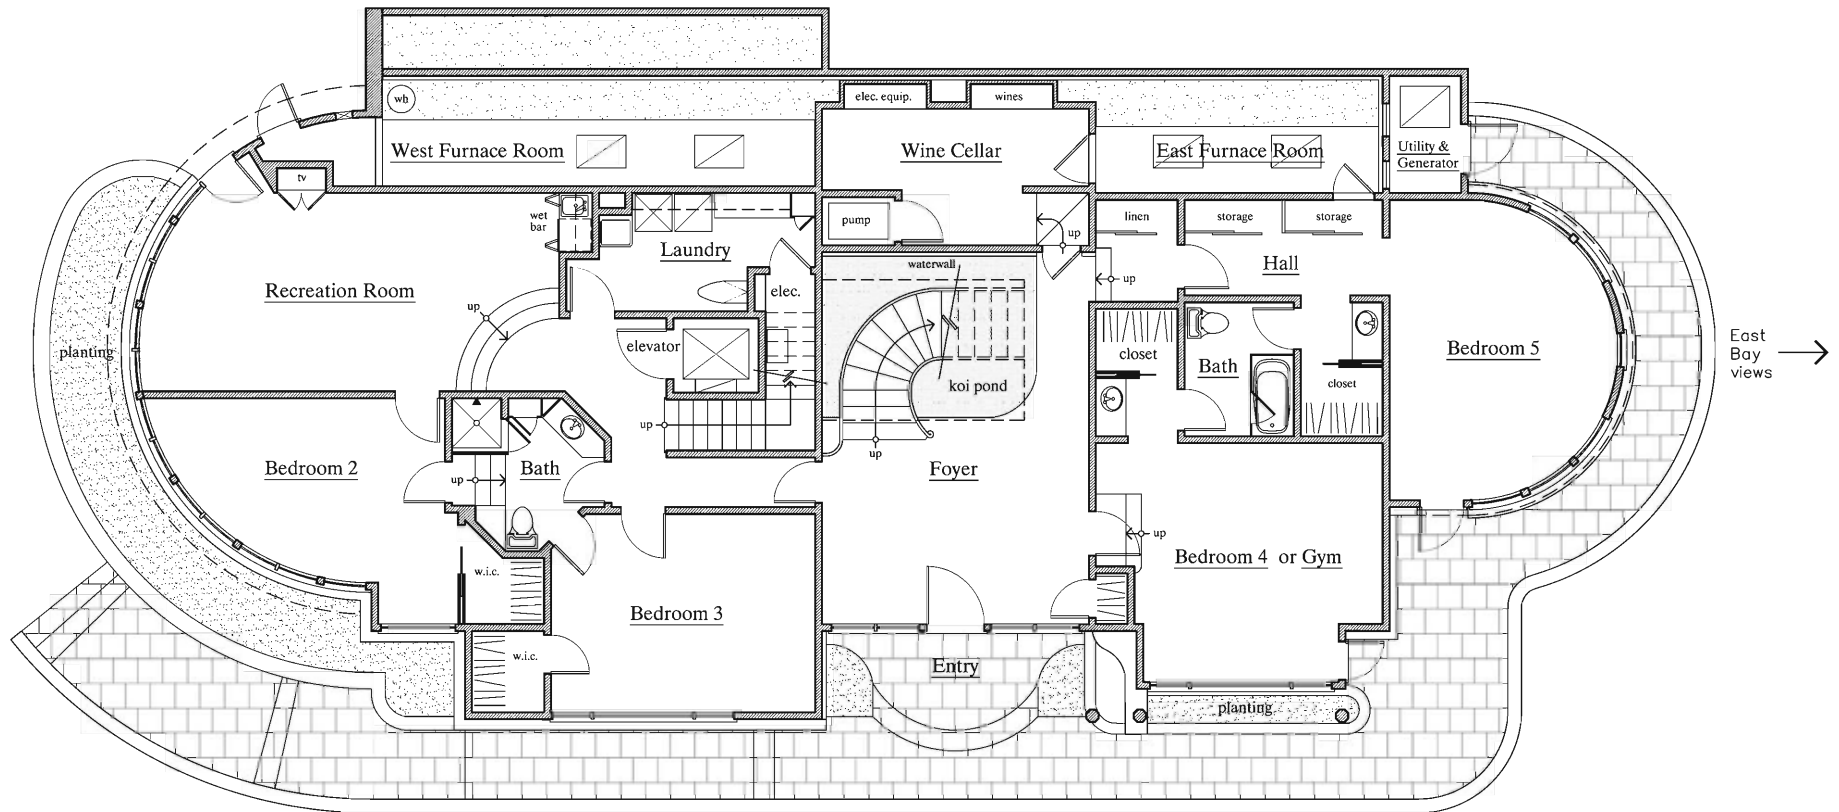 elec. equip.
wines
wh
West Furnace Room
Wine Cellar
East Furnace Room
Utility &
Generator
tv
wet
bar
pump
linen
storage
storage
up
Laundry
waterwall
Hall
up
Recreation Room
elec.
up
planting
elevator
closet
Bath
Bedroom 5
East
Bay
views
koi pond
closet
up
up
Bedroom 2
Bath
Foyer
up
up
Bedroom 4 or Gym
w.i.c.
Bedroom 3
w.i.c.
Entry
planting